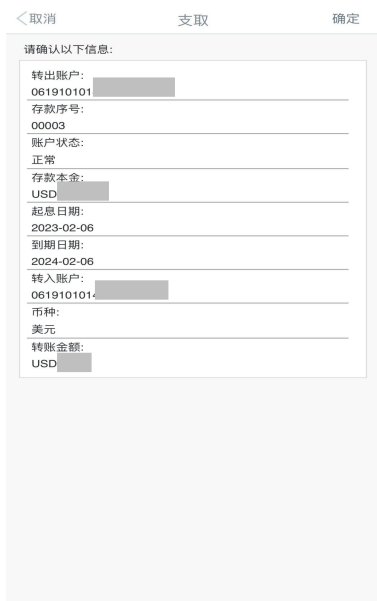 <取消
支取
确定
请确认以下信息:
转出账户:
061910101
存款序号:
00003
账户状态:
正常
存款本金:
USD
起息日期:
2023-02-06
到期日期:
2024-02-06
转入账户:
061910101
币种:
美元
转账金额:
USD